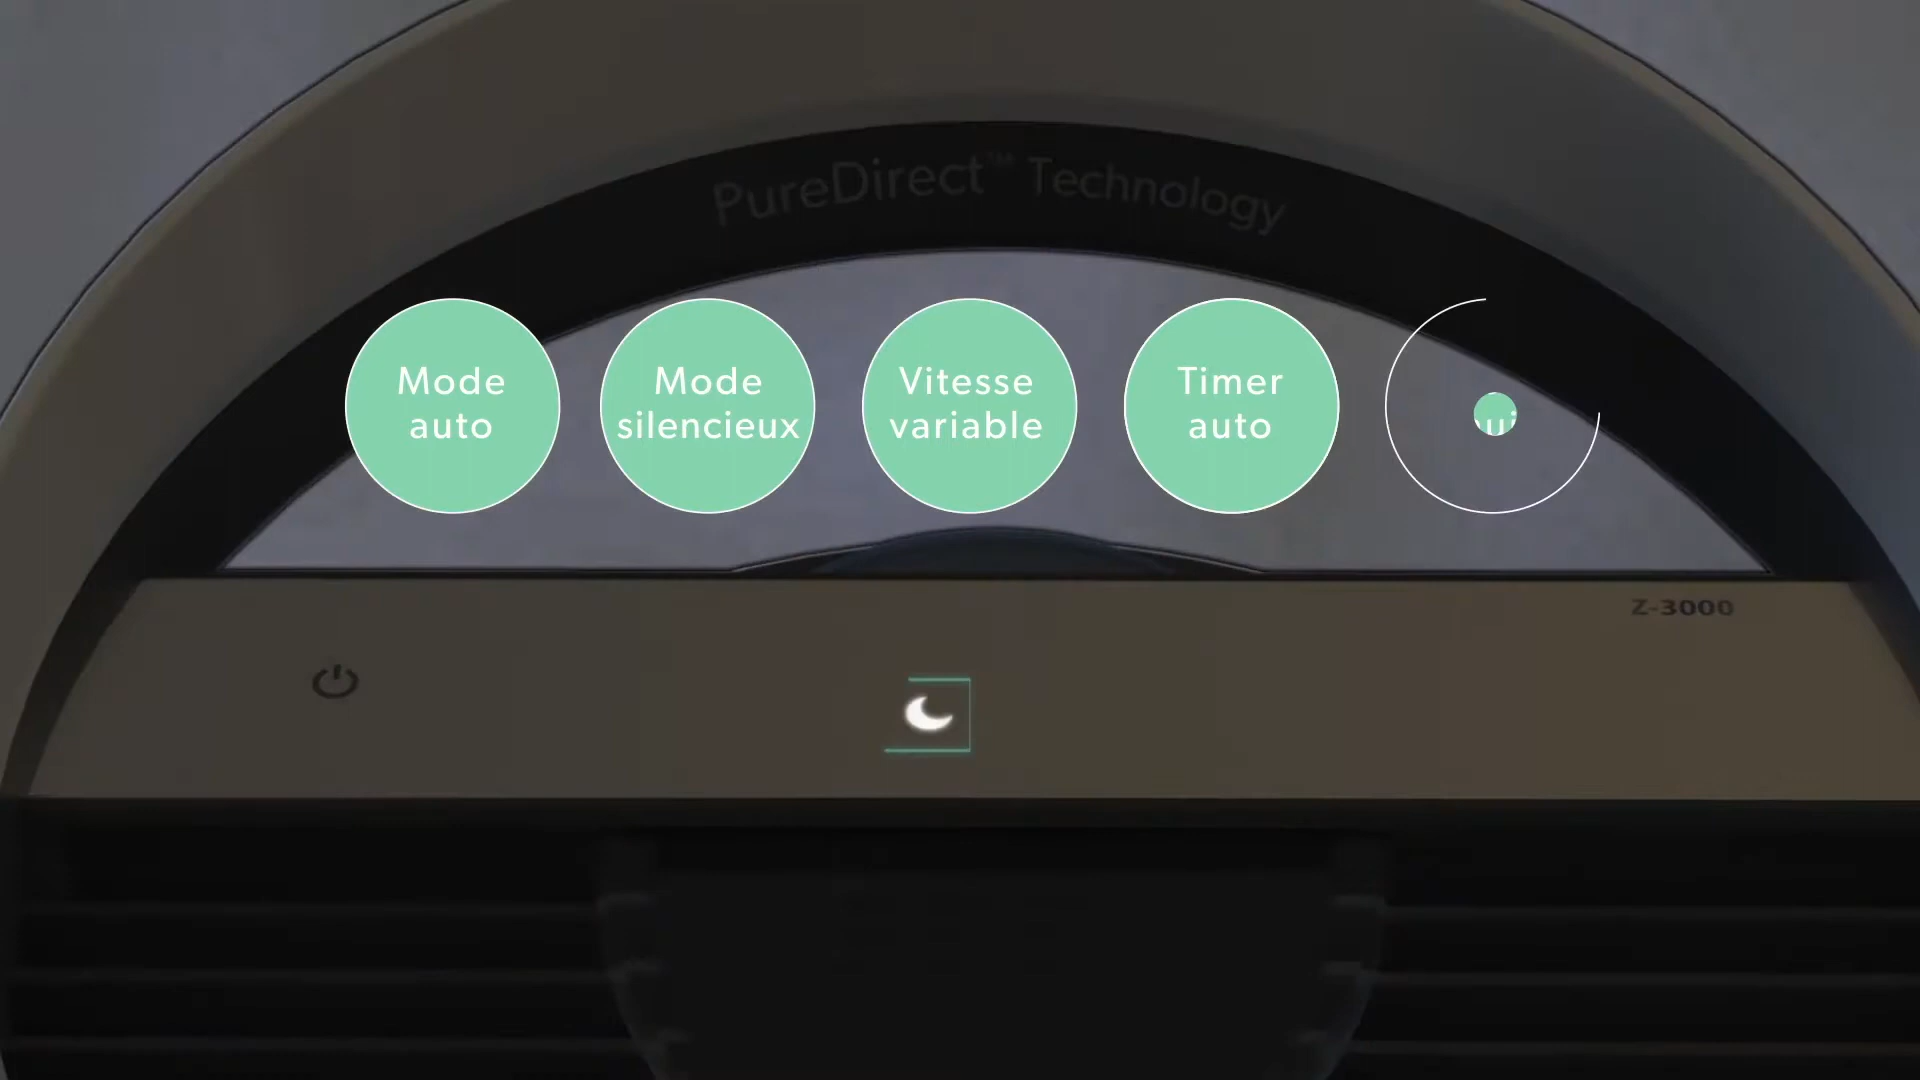 PureDirect™ Technology
Mode
auto
Mode
silencieux
Vitesse
variable
Timer
auto
Z-3000